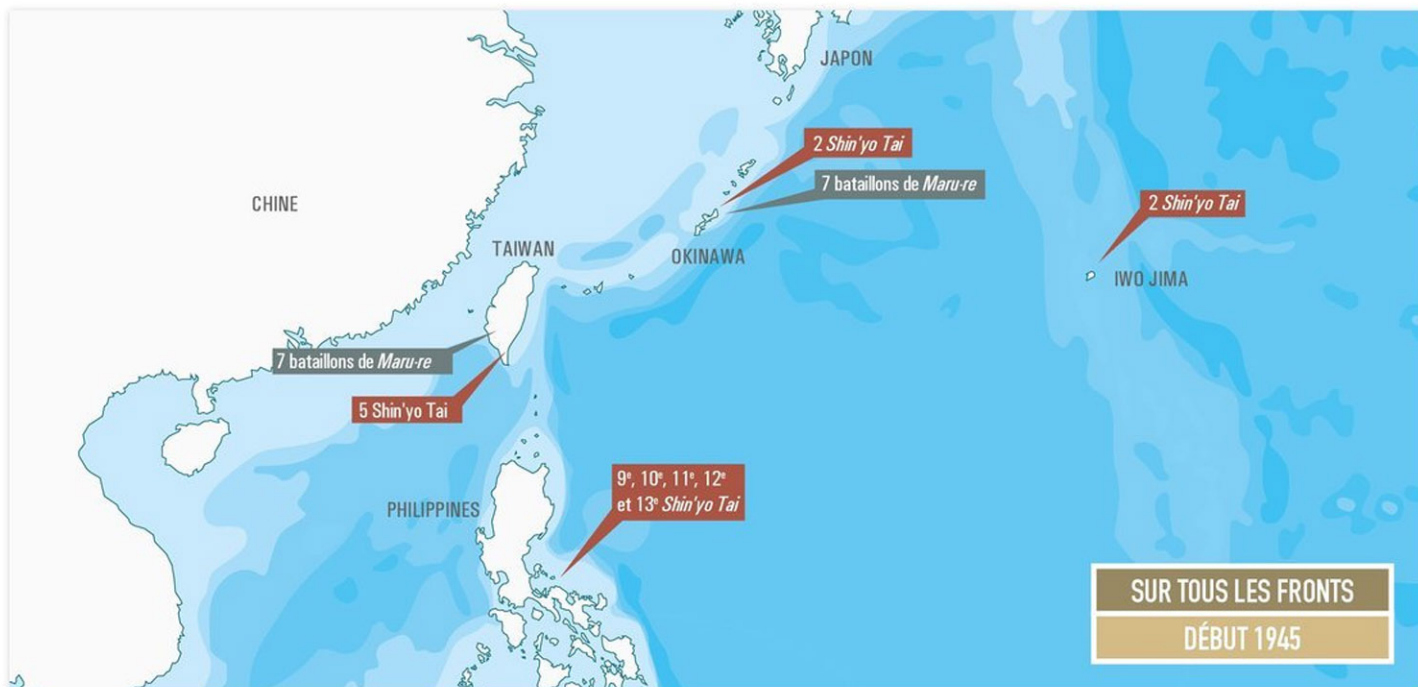 JAPON
2 Shin'yo Tai
7 bataillons de Maru-re
2 Shin'yo Tai
CHINE
TAIWAN
OKINAWA
IWO JIMA
7 bataillons de Maru-re
5 Shin'yo Tai
9ᵉ, 10ᵉ, 11ᵉ, 12ᵉ
et 13ᵉ Shin'yo Tai
PHILIPPINES
SUR TOUS LES FRONTS
DÉBUT 1945